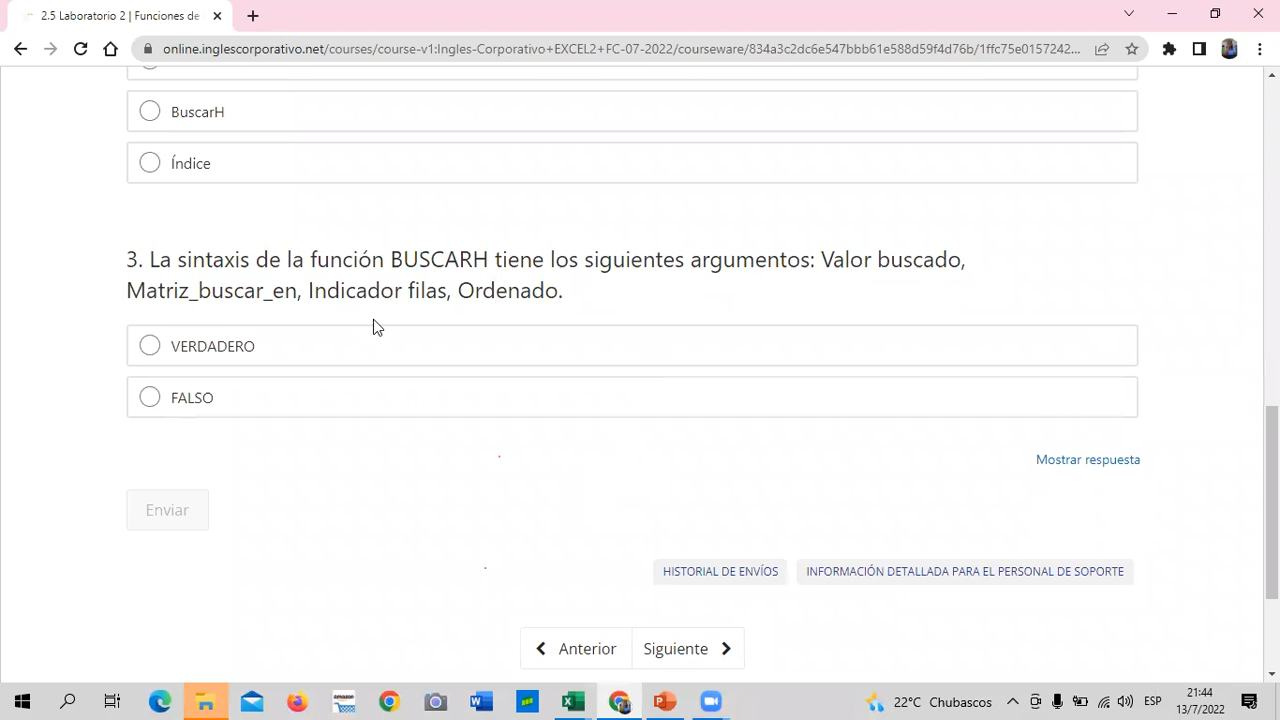 2.5 Laboratorio 2 | Funciones de
online.inglescorporativo.net/courses/course-v1:Ingles-Corporativo+EXCEL2+FC-07-2022/courseware/834a3c2dc6e547bbb61e588d59f4d76b/1ffc75e0157242...
BuscarH
Índice
3. La sintaxis de la función BUSCARH tiene los siguientes argumentos: Valor buscado,
Matriz_buscar_en, Indicador filas, Ordenado.
VERDADERO
FALSO
Mostrar respuesta
Enviar
HISTORIAL DE ENVÍOS
INFORMACIÓN DETALLADA PARA EL PERSONAL DE SOPORTE
Anterior
Siguiente
22°C Chubascos
ESP
21:44
13/7/2022